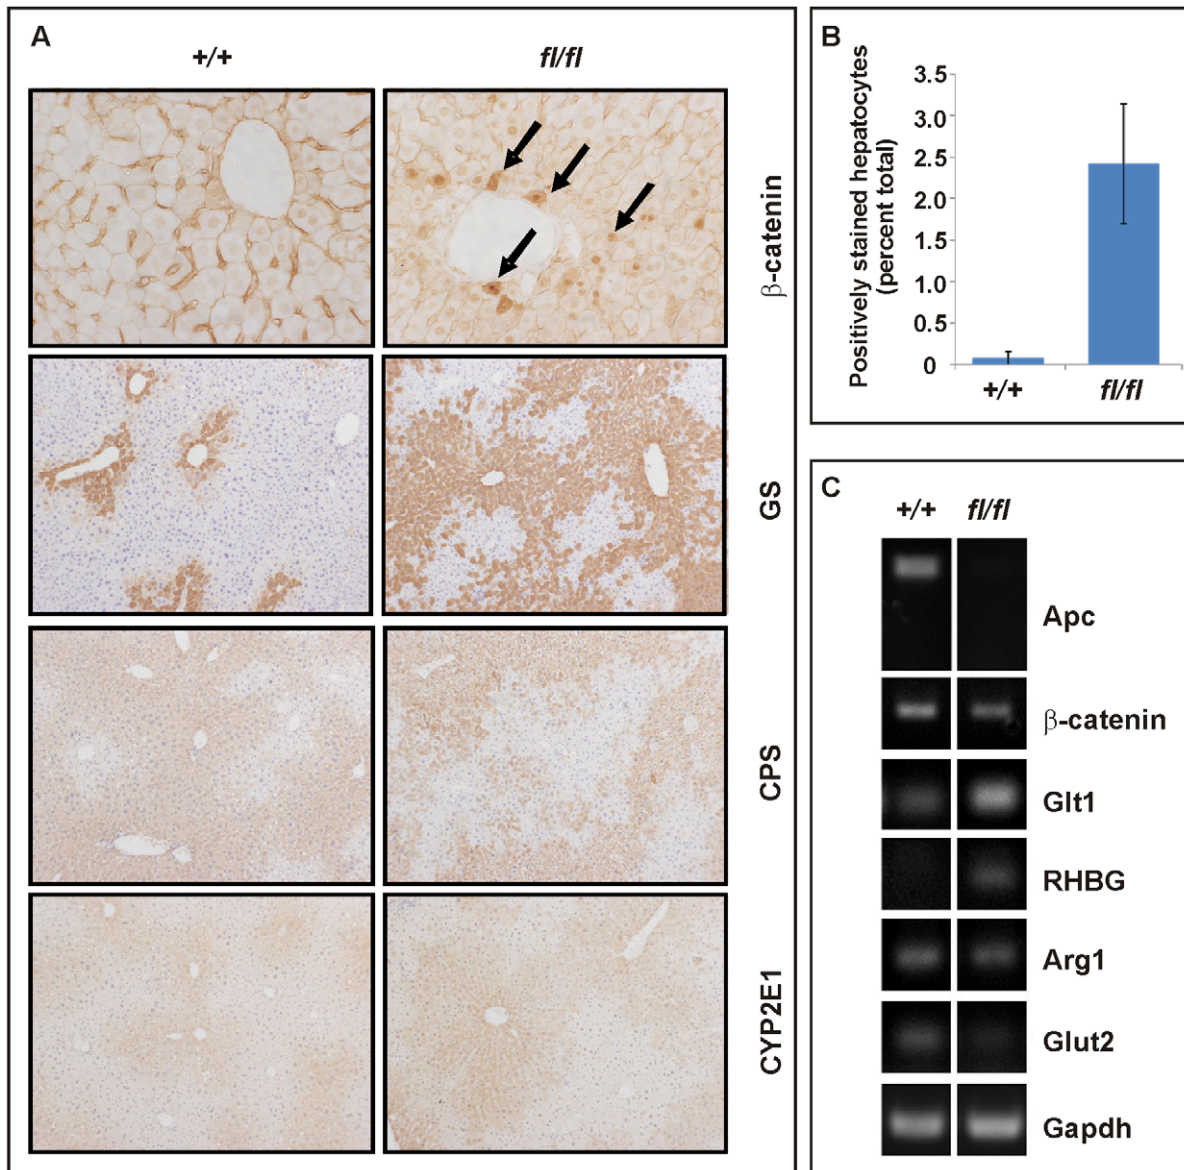 A
+/+
fl/fl
β-catenin
GS
CPS
CYP2E1
B
Positively stained hepatocytes
(percent total)
3.5
3.0
2.5
2.0
1.5
1.0
0.5
0
+/+
fl/fl
C
+/+
fl/fl
Apc
β-catenin
Glt1
RHBG
Arg1
Glut2
Gapdh